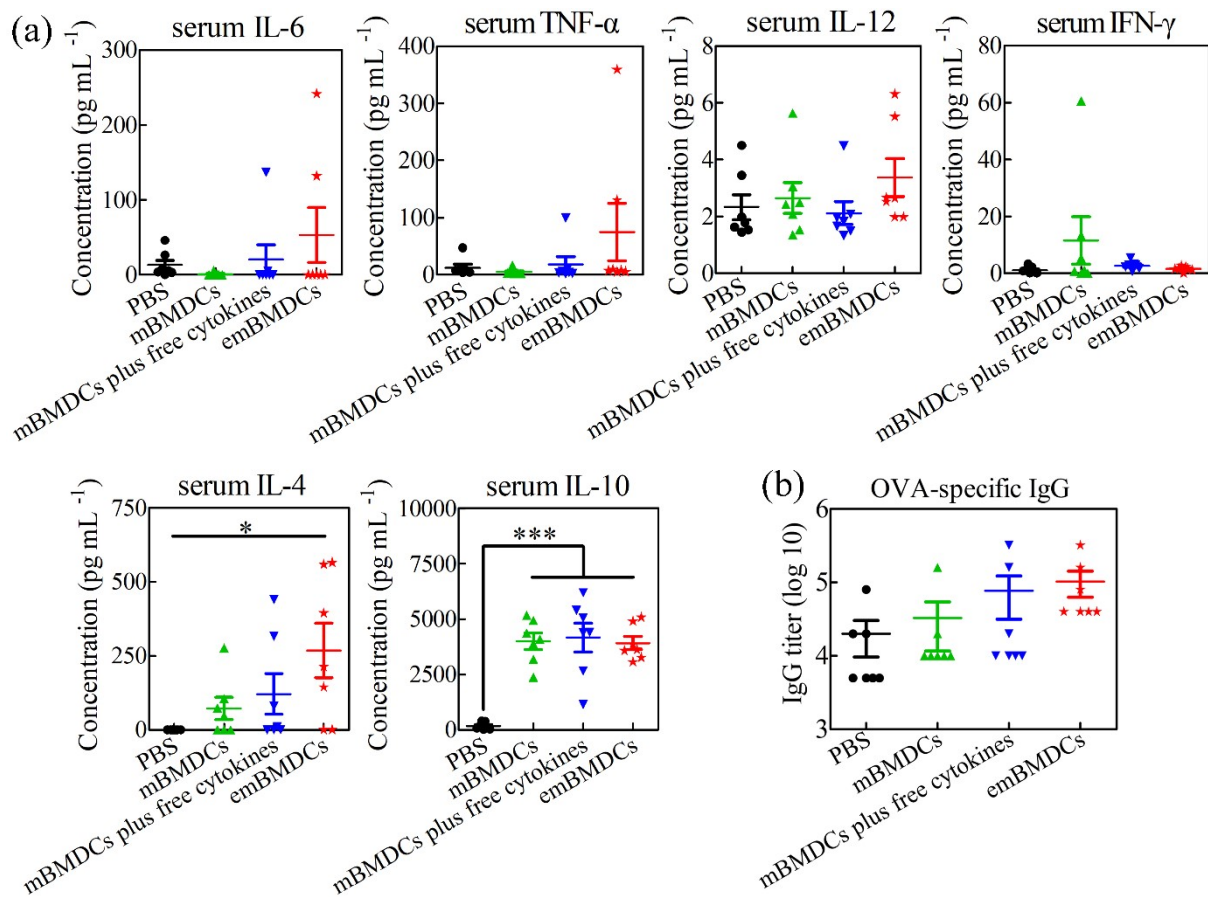 (a)
serum IL-6
Concentration (pg mL -1)
300
200
100
0
PBS
mBMDCs
mBMDCs plus free cytokines
emBMDCs
serum TNF-α
Concentration (pg mL -1)
400
300
200
100
0
PBS
mBMDCs
mBMDCs plus free cytokines
emBMDCs
serum IL-12
Concentration (pg mL -1)
8
6
4
2
0
PBS
mBMDCs
mBMDCs plus free cytokines
emBMDCs
serum IFN-γ
Concentration (pg mL -1)
80
60
40
20
0
PBS
mBMDCs
mBMDCs plus free cytokines
emBMDCs
serum IL-4
Concentration (pg mL -1)
750
500
250
0
*
PBS
mBMDCs
mBMDCs plus free cytokines
emBMDCs
serum IL-10
Concentration (pg mL -1)
10000
7500
5000
2500
0
***
PBS
mBMDCs
mBMDCs plus free cytokines
emBMDCs
(b)
OVA-specific IgG
IgG titer (log 10)
6
5
4
3
PBS
mBMDCs
mBMDCs plus free cytokines
emBMDCs